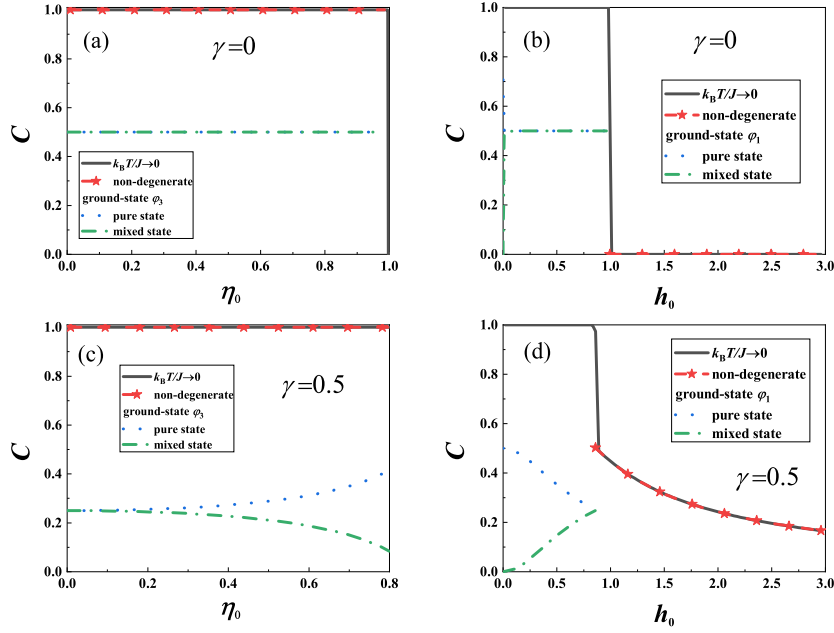 (a)
γ=0
C
1.0
0.8
0.6
0.4
0.2
0.0
k_BT/J→0
non-degenerate
ground-state φ₃
pure state
mixed state
0.0 0.2 0.4 0.6 0.8 1.0
η₀
(b)
γ=0
C
1.0
0.8
0.6
0.4
0.2
0.0
k_BT/J→0
non-degenerate
ground-state φ₁
pure state
mixed state
0.0 0.5 1.0 1.5 2.0 2.5 3.0
h₀
(c)
γ=0.5
C
1.0
0.8
0.6
0.4
0.2
0.0
k_BT/J→0
non-degenerate
ground-state φ₃
pure state
mixed state
0.0 0.2 0.4 0.6 0.8
η₀
(d)
γ=0.5
C
1.0
0.8
0.6
0.4
0.2
0.0
k_BT/J→0
non-degenerate
ground-state φ₁
pure state
mixed state
0.0 0.5 1.0 1.5 2.0 2.5 3.0
h₀